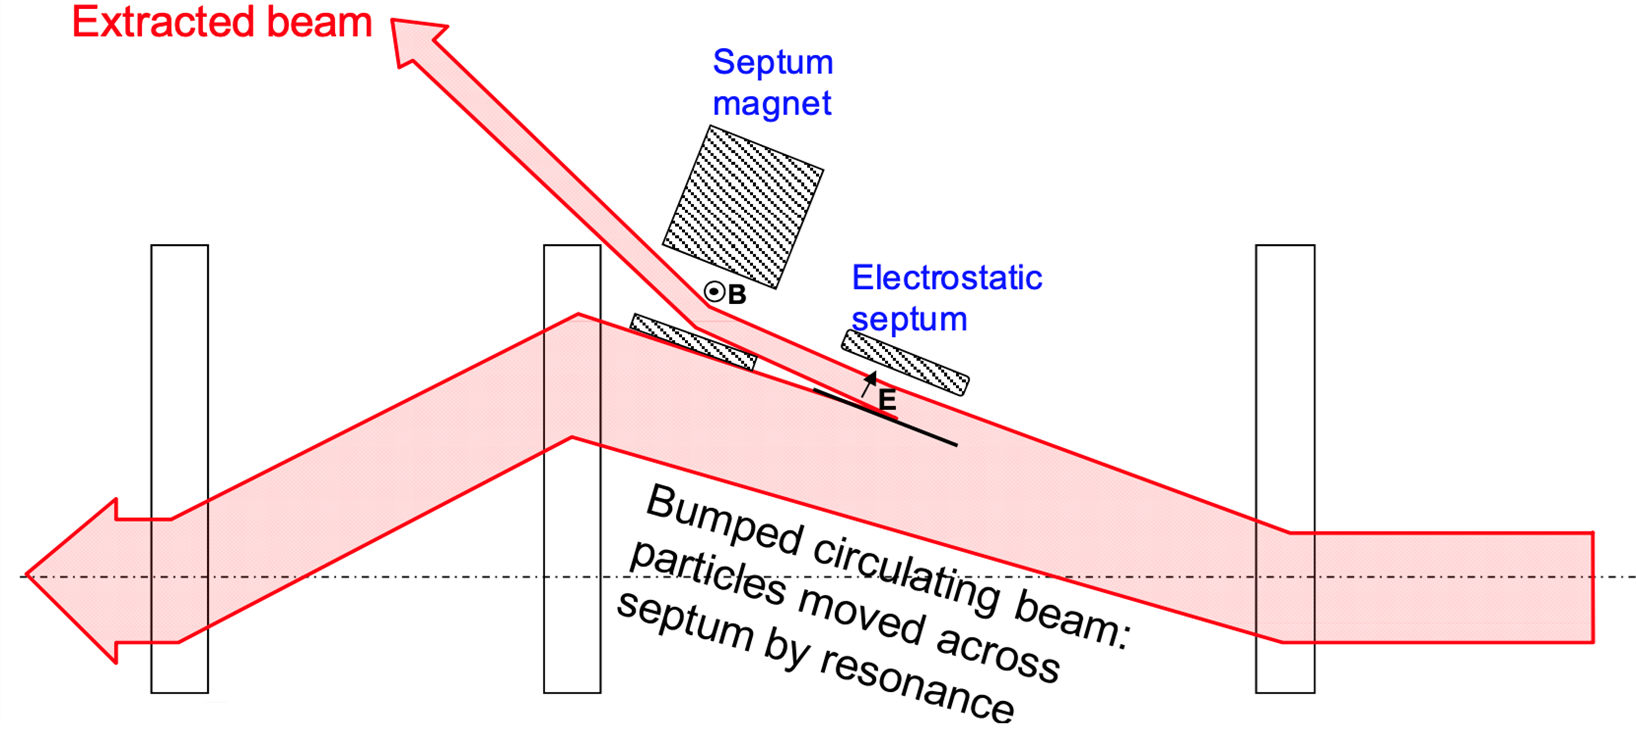 Extracted beam
Septum
magnet
B
Electrostatic
septum
E
Bumped circulating beam:
particles moved across
septum by resonance